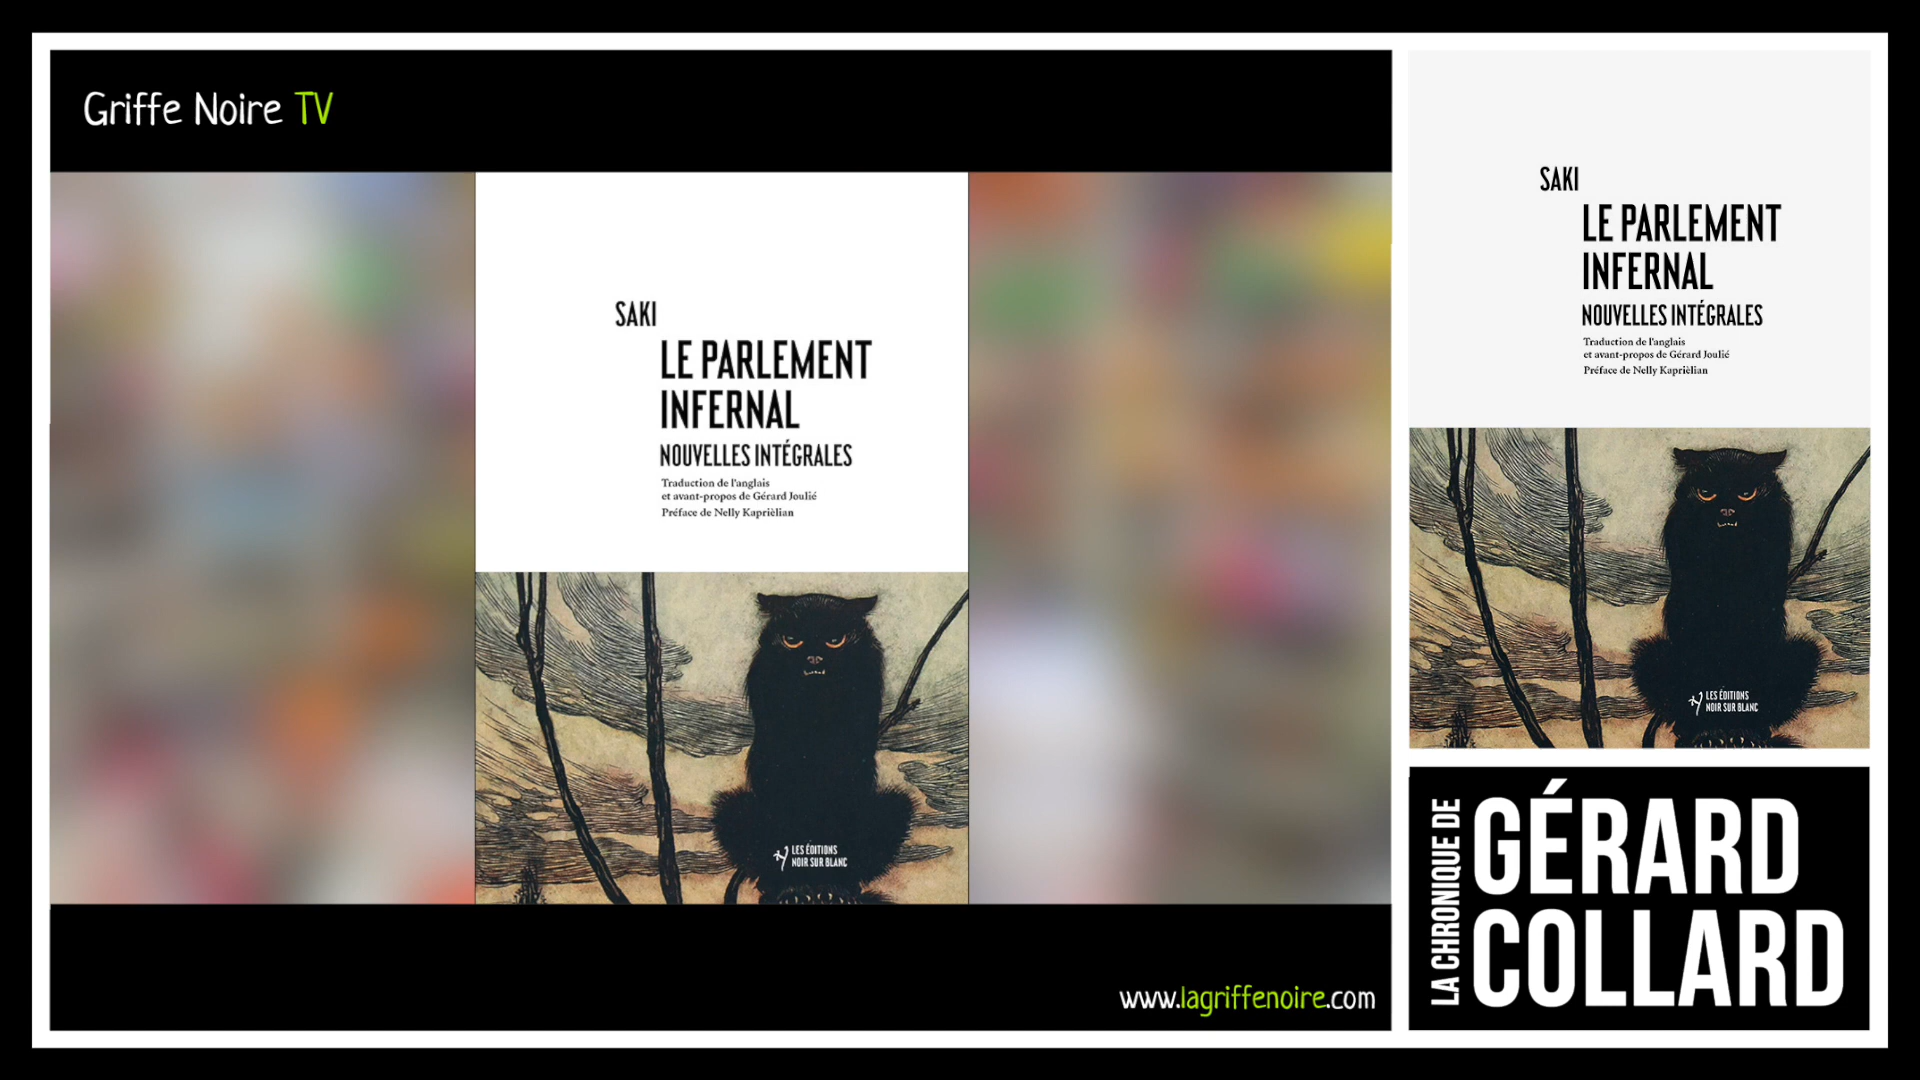 Griffe Noire TV
SAKI
LE PARLEMENT
INFERNAL
NOUVELLES INTÉGRALES
Traduction de l'anglais
et avant-propos de Gérard Joulié
Préface de Nelly Kaprièlian
LES ÉDITIONS
NOIR SUR BLANC
www.lagriffenoire.com
SAKI
LE PARLEMENT
INFERNAL
NOUVELLES INTÉGRALES
Traduction de l'anglais
et avant-propos de Gérard Joulié
Préface de Nelly Kaprièlian
LES ÉDITIONS
NOIR SUR BLANC
LA CHRONIQUE DE
GÉRARD
COLLARD